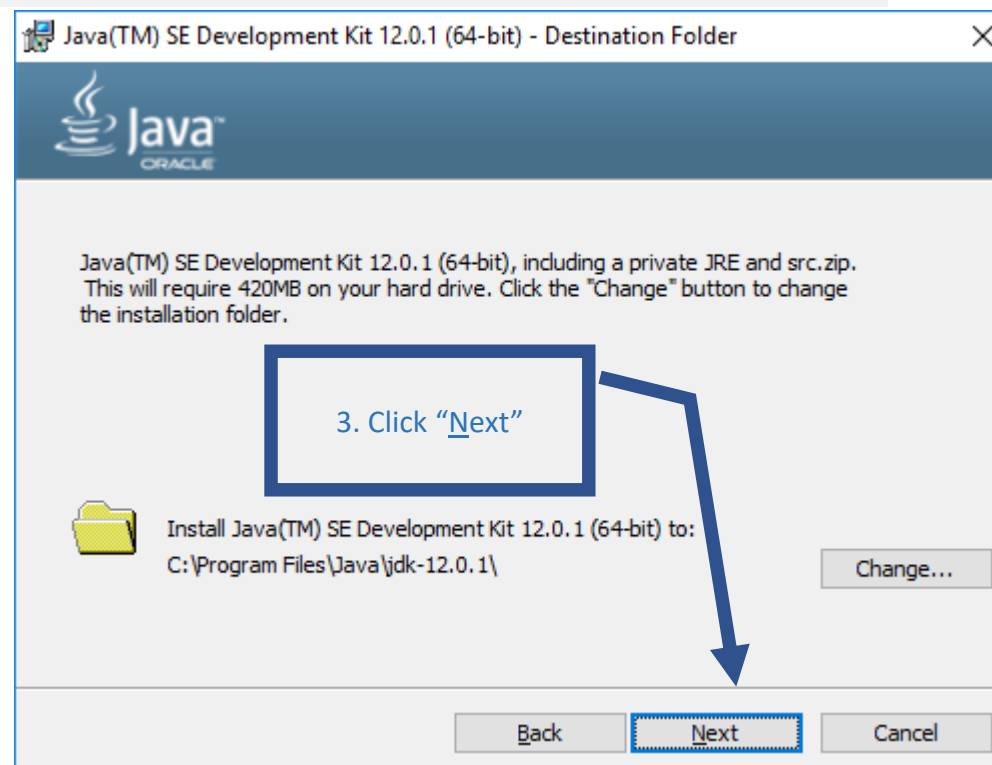 Java(TM) SE Development Kit 12.0.1 (64-bit) - Destination Folder
Java™
ORACLE
Java(TM) SE Development Kit 12.0.1 (64-bit), including a private JRE and src.zip.
This will require 420MB on your hard drive. Click the "Change" button to change
the installation folder.
3. Click “Next”
Install Java(TM) SE Development Kit 12.0.1 (64-bit) to:
C:\Program Files\Java\jdk-12.0.1\
Change...
Back Next Cancel